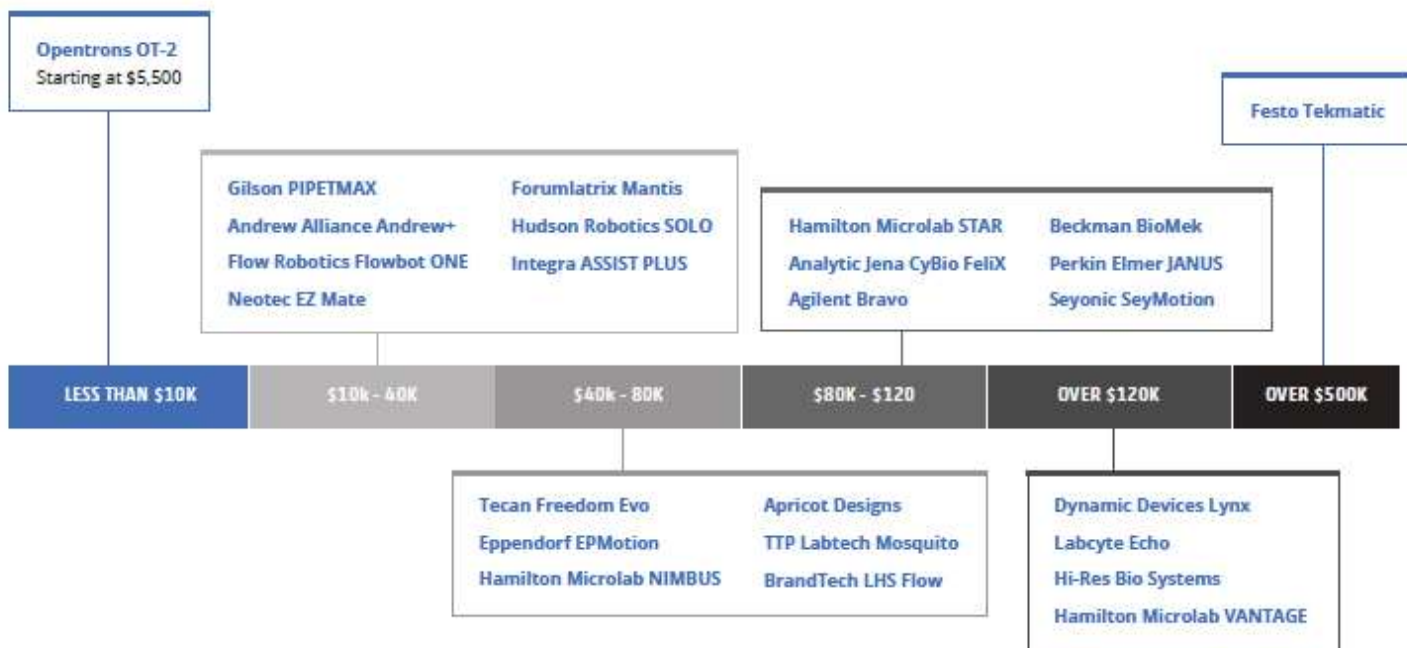 Opentrons OT-2
Starting at $5,500
Festo Tekmatic
Gilson PIPETMAX
Andrew Alliance Andrew+
Flow Robotics Flowbot ONE
Neotec EZ Mate
Forumlatrix Mantis
Hudson Robotics SOLO
Integra ASSIST PLUS
Hamilton Microlab STAR
Analytic Jena CyBio FeliX
Agilent Bravo
Beckman BioMek
Perkin Elmer JANUS
Seyonic SeyMotion
LESS THAN $10K
$10k - 40K
$40k - 80K
$80K - $120
OVER $120K
OVER $500K
Tecan Freedom Evo
Eppendorf EPMotion
Hamilton Microlab NIMBUS
Apricot Designs
TTP Labtech Mosquito
BrandTech LHS Flow
Dynamic Devices Lynx
Labcyte Echo
Hi-Res Bio Systems
Hamilton Microlab VANTAGE